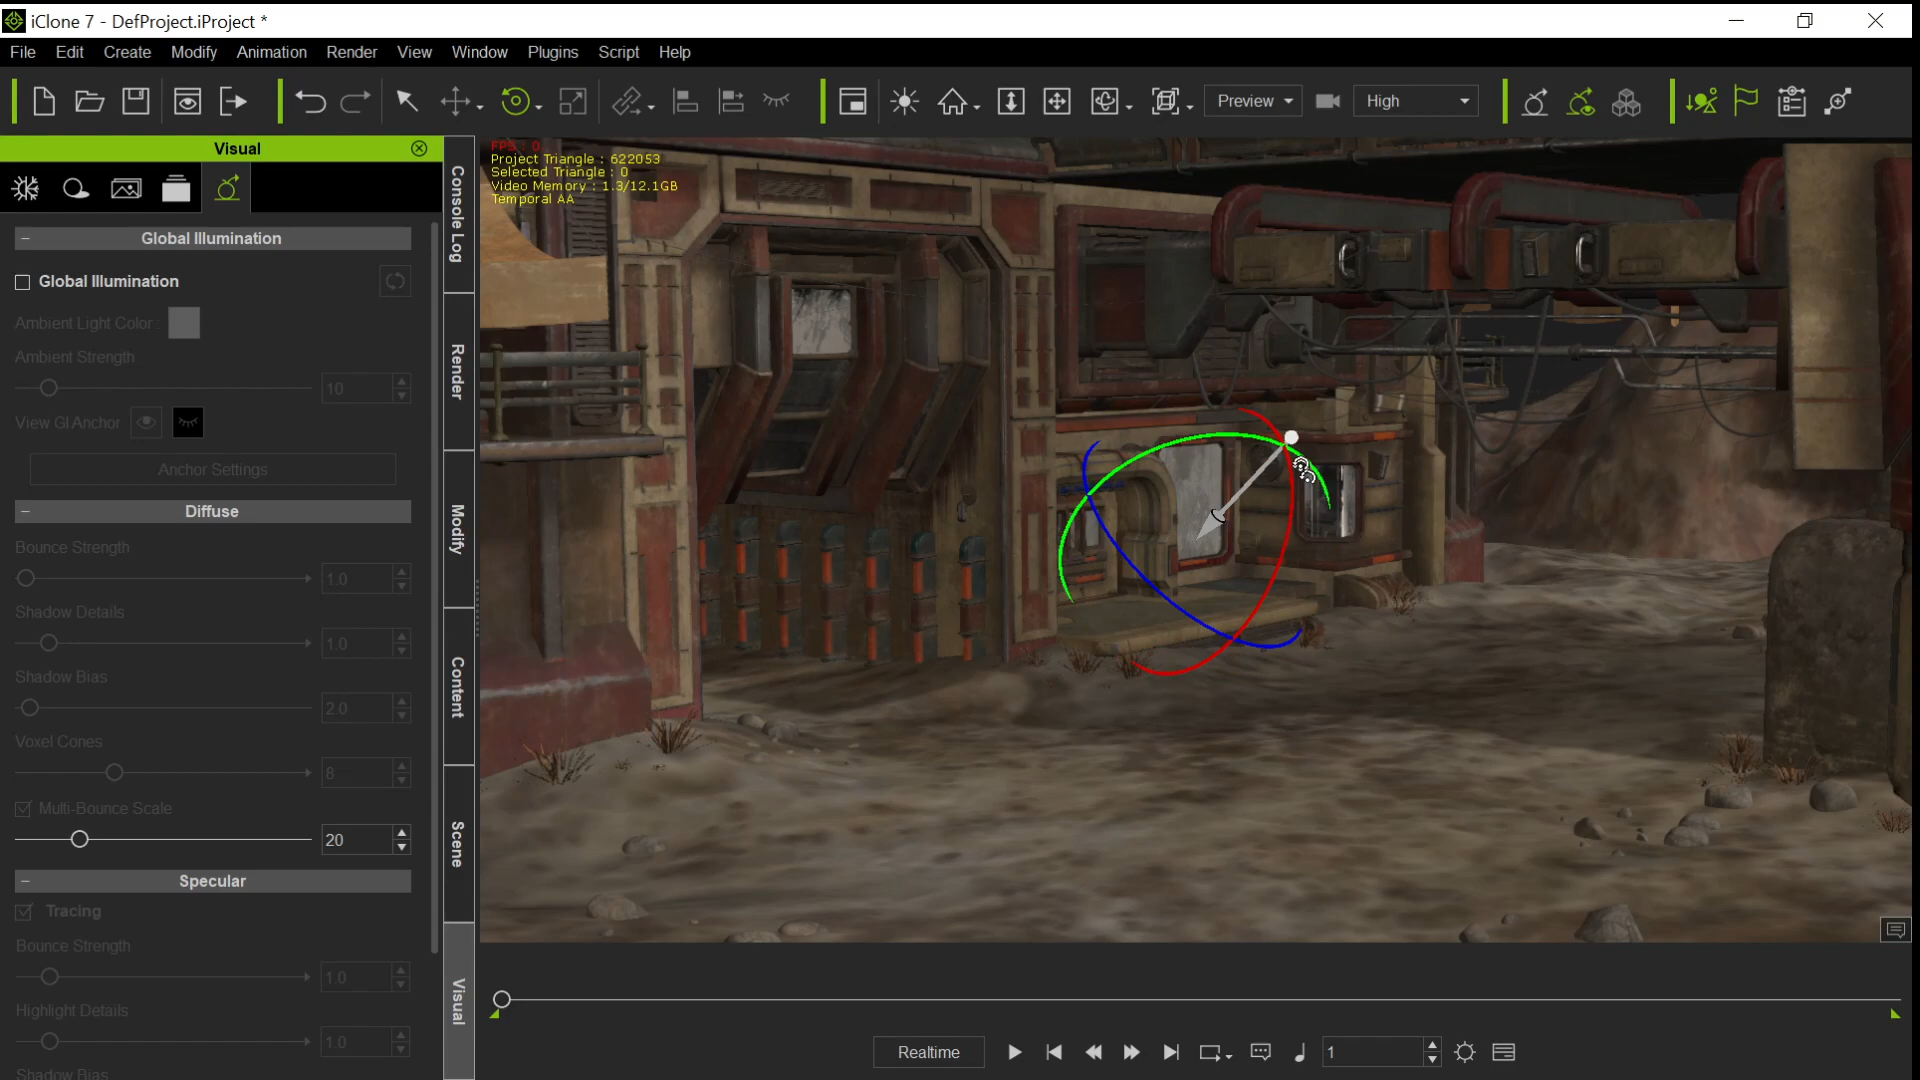 iClone 7 - DefProject.iProject *
File Edit Create Modify Animation Render View Window Plugins Script Help
Preview High
Visual
Global Illumination
Global Illumination
Ambient Light Color :
Ambient Strength
10
View GI Anchor
Anchor Settings
Diffuse
Bounce Strength
1.0
Shadow Details
1.0
Shadow Bias
2.0
Voxel Cones
8
Multi-Bounce Scale
20
Specular
Tracing
Bounce Strength
1.0
Highlight Details
1.0
Shadow Bias
Console Log
Render
Modify
Content
Scene
Visual
FPS : 0
Project Triangle : 622053
Selected Triangle : 0
Video Memory : 1.3/12.1GB
Temporal AA
Realtime
1